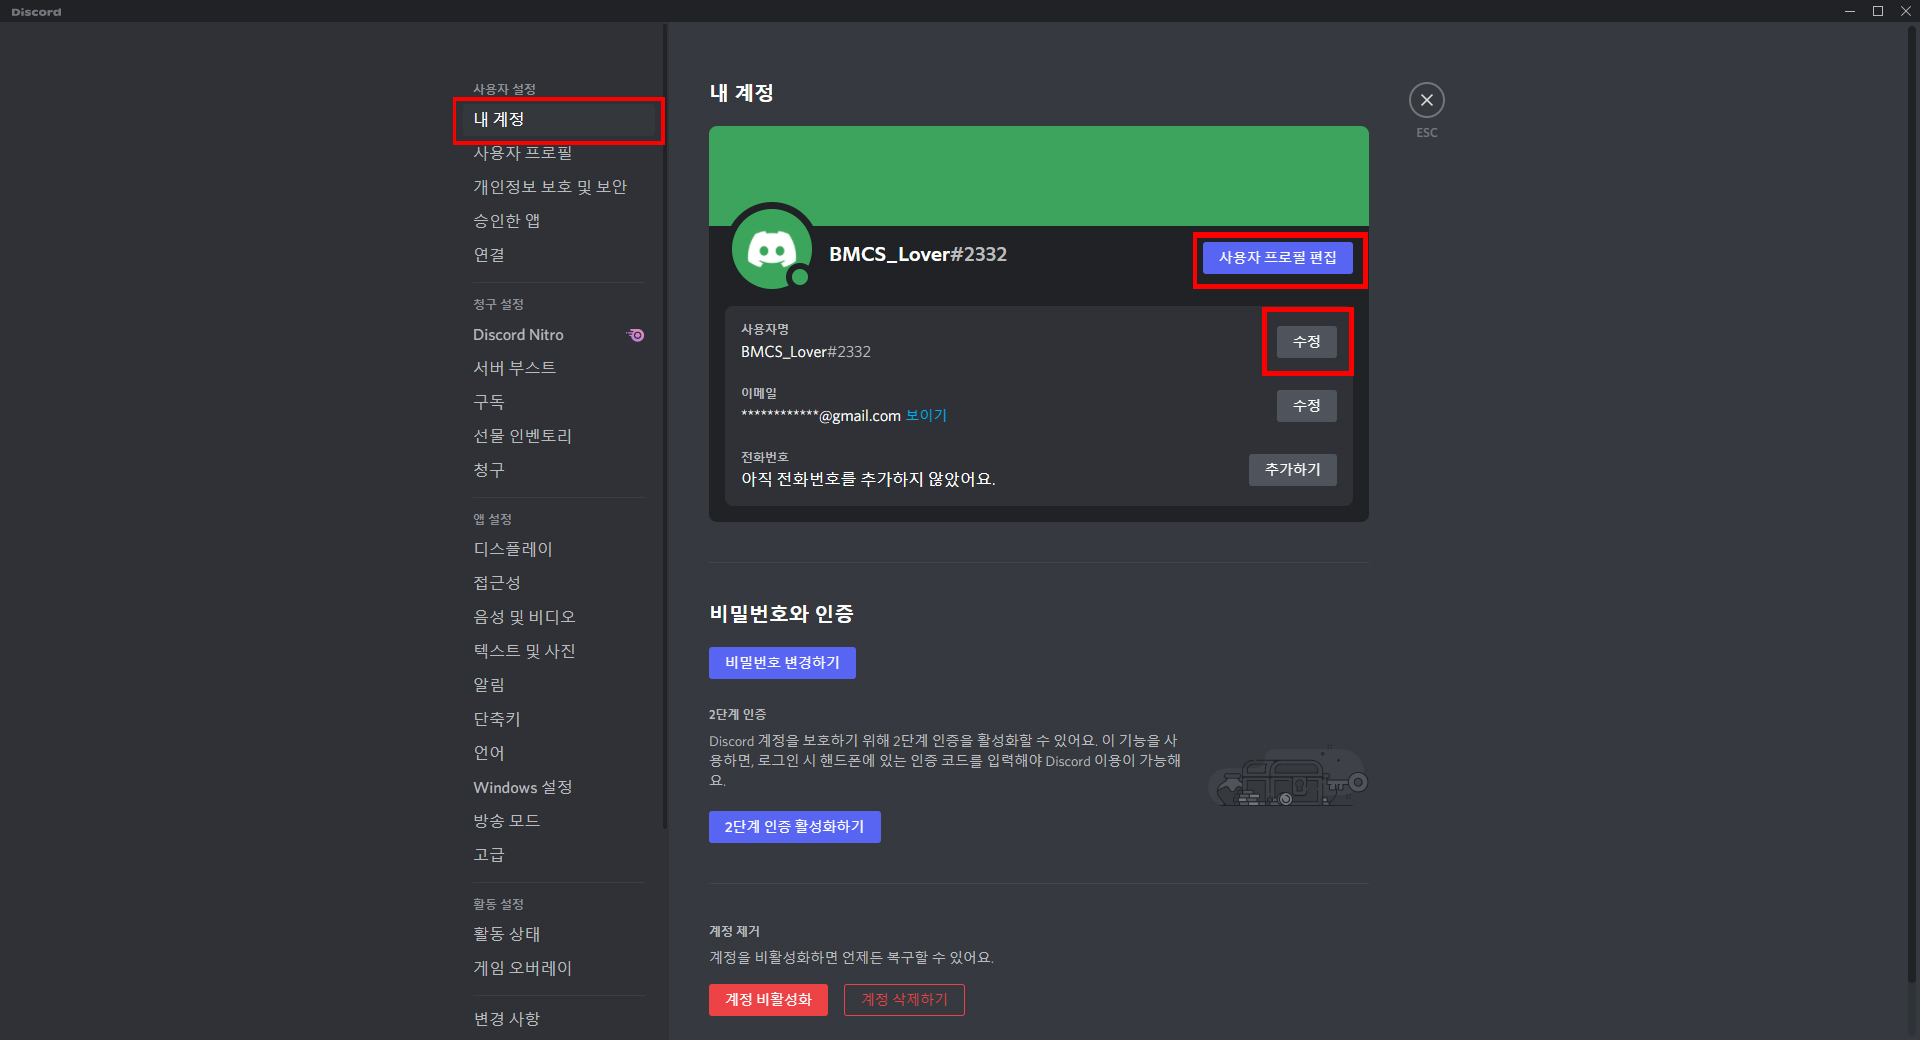 Discord
사용자 설정
내 계정
사용자 프로필
개인정보 보호 및 보안
승인한 앱
연결
청구 설정
Discord Nitro
서버 부스트
구독
선물 인벤토리
청구
앱 설정
디스플레이
접근성
음성 및 비디오
텍스트 및 사진
알림
단축키
언어
Windows 설정
방송 모드
고급
활동 설정
활동 상태
게임 오버레이
변경 사항
내 계정
ESC
BMCS_Lover#2332
사용자 프로필 편집
사용자명
BMCS_Lover#2332
수정
이메일
************@gmail.com 보이기
수정
전화번호
아직 전화번호를 추가하지 않았어요.
추가하기
비밀번호와 인증
비밀번호 변경하기
2단계 인증
Discord 계정을 보호하기 위해 2단계 인증을 활성화할 수 있어요. 이 기능을 사
용하면, 로그인 시 핸드폰에 있는 인증 코드를 입력해야 Discord 이용이 가능해
요.
2단계 인증 활성화하기
계정 제거
계정을 비활성화하면 언제든 복구할 수 있어요.
계정 비활성화
계정 삭제하기